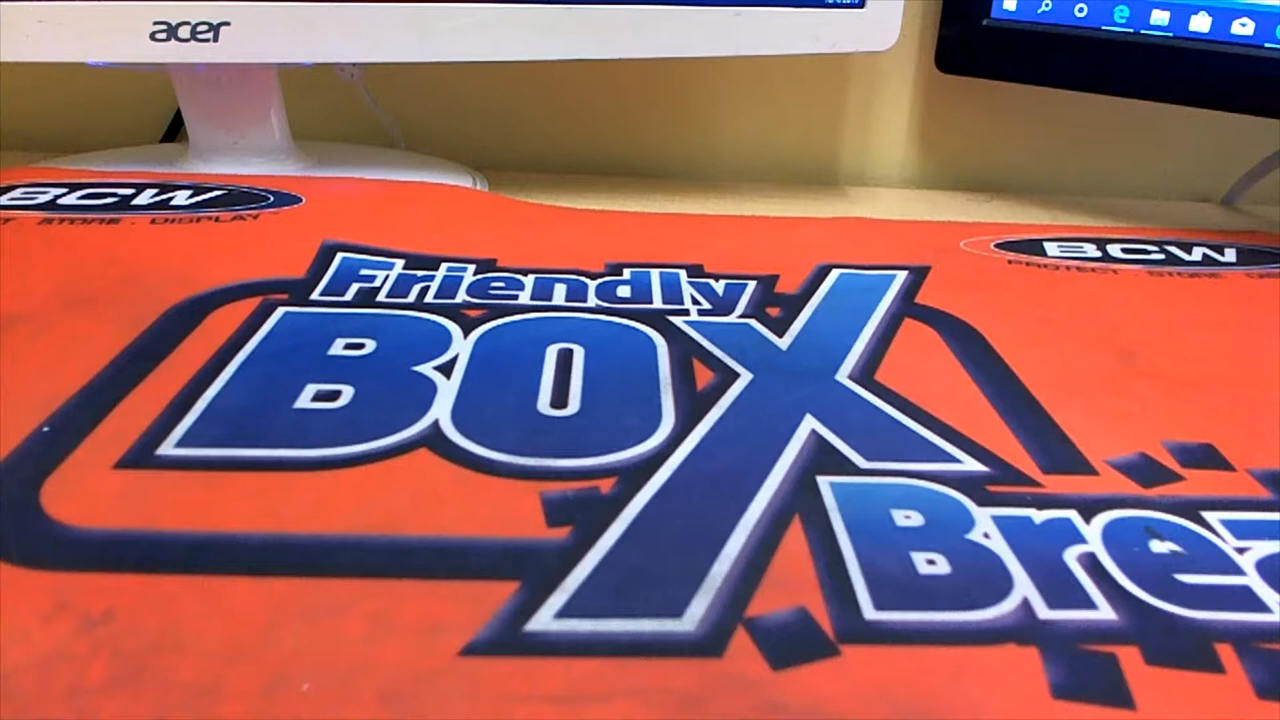 acer
BCW
STORE . DISPLAY
BCW
PROTECT STORE
Friendly
BOX
Brea